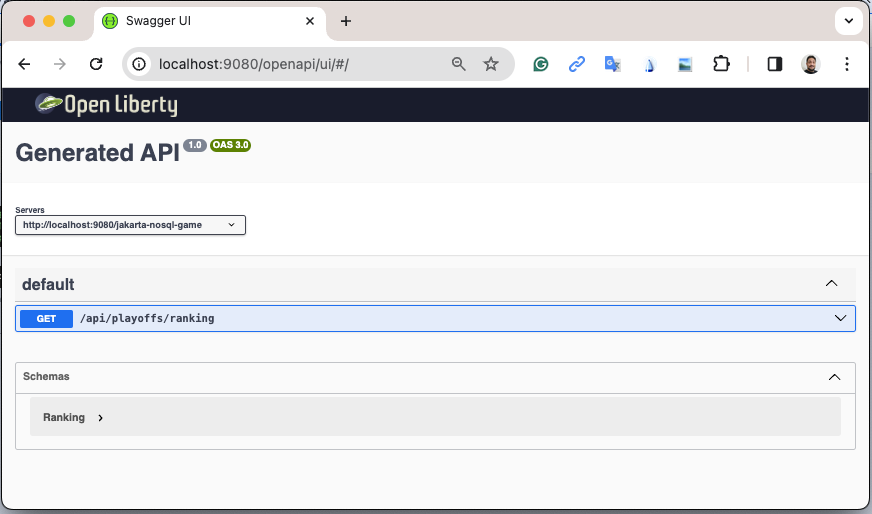 Swagger UI
localhost:9080/openapi/ui/#/
Open Liberty
Generated API 1.0 OAS 3.0
Servers
http://localhost:9080/jakarta-nosql-game
default
GET /api/playoffs/ranking
Schemas
Ranking